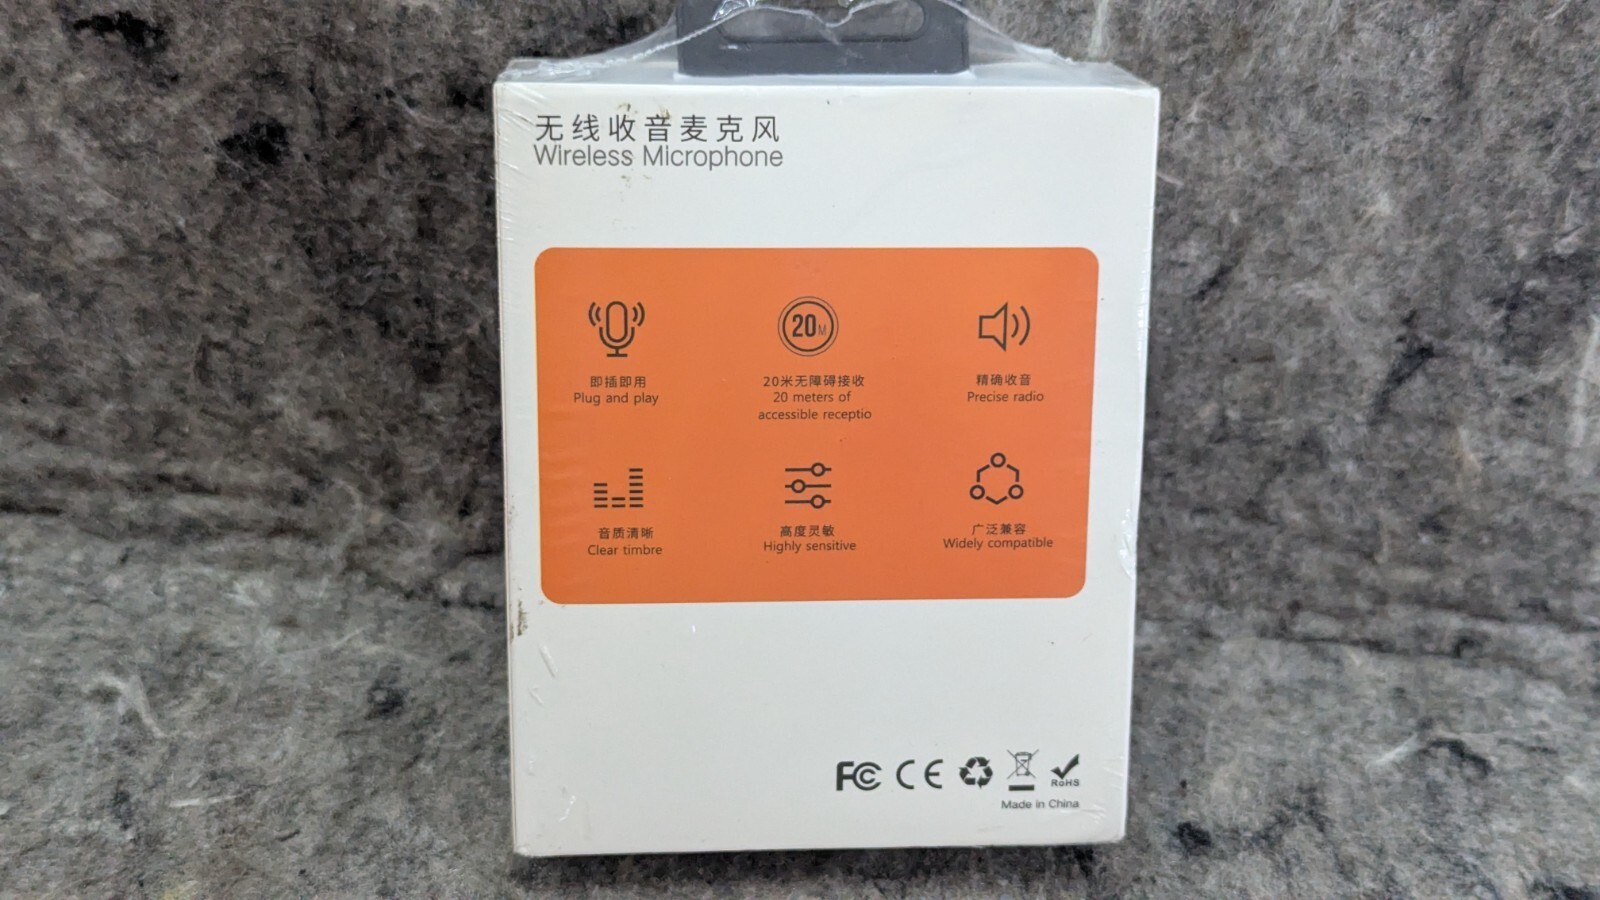 无线收音麦克风
Wireless Microphone
20M
即插即用
Plug and play
20米无障碍接收
20 meters of
accessible receptio
精确收音
Precise radio
音质清晰
Clear timbre
高度灵敏
Highly sensitive
广泛兼容
Widely compatible
FC CE RoHS
Made in China